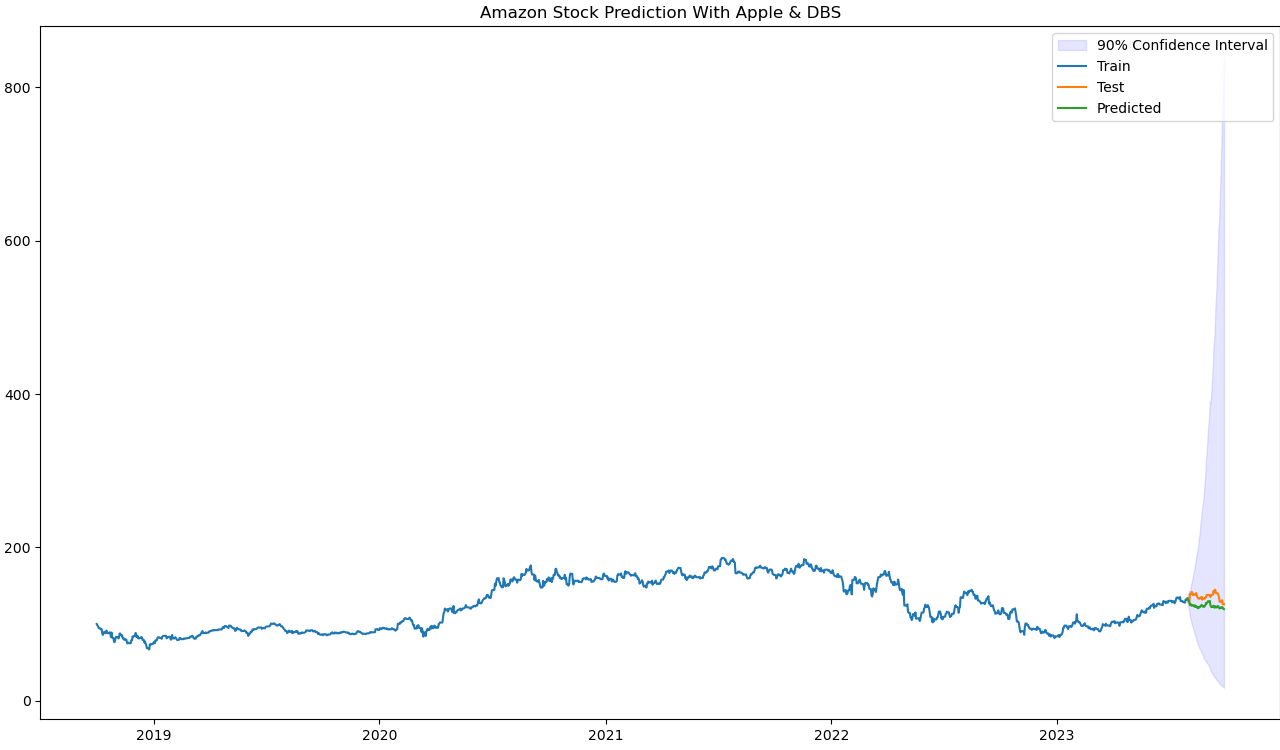 Amazon Stock Prediction With Apple & DBS
90% Confidence Interval
Train
Test
Predicted
800
600
400
200
0
2019 2020 2021 2022 2023